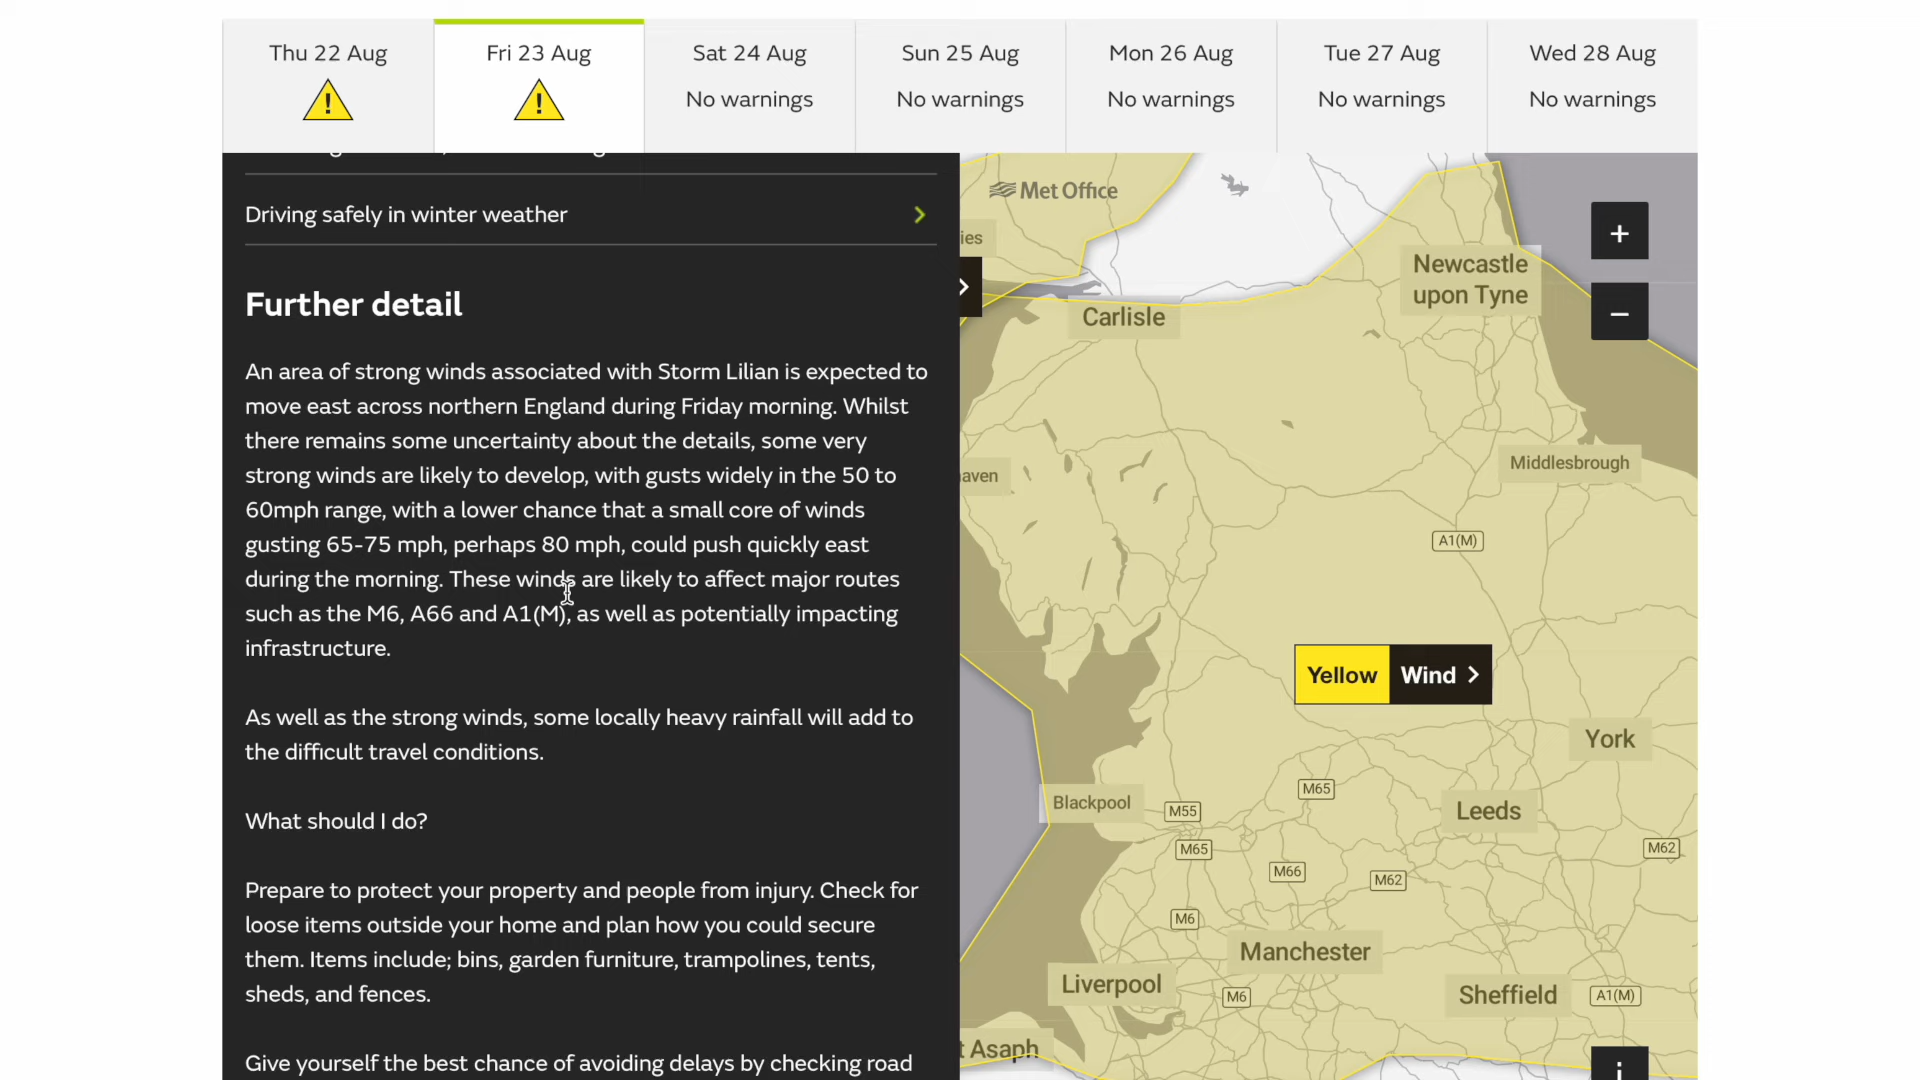 Thu 22 Aug
Fri 23 Aug
Sat 24 Aug
No warnings
Sun 25 Aug
No warnings
Mon 26 Aug
No warnings
Tue 27 Aug
No warnings
Wed 28 Aug
No warnings
Driving safely in winter weather
Further detail
An area of strong winds associated with Storm Lilian is expected to
move east across northern England during Friday morning. Whilst
there remains some uncertainty about the details, some very
strong winds are likely to develop, with gusts widely in the 50 to
60mph range, with a lower chance that a small core of winds
gusting 65-75 mph, perhaps 80 mph, could push quickly east
during the morning. These winds are likely to affect major routes
such as the M6, A66 and A1(M), as well as potentially impacting
infrastructure.
As well as the strong winds, some locally heavy rainfall will add to
the difficult travel conditions.
What should I do?
Prepare to protect your property and people from injury. Check for
loose items outside your home and plan how you could secure
them. Items include; bins, garden furniture, trampolines, tents,
sheds, and fences.
Give yourself the best chance of avoiding delays by checking road
Met Office
ies
Newcastle
upon Tyne
Carlisle
Middlesbrough
aven
A1(M)
Yellow Wind
York
M65
Blackpool
M55
Leeds
M65
M62
M66
M62
M6
Manchester
Liverpool
M6
Sheffield
A1(M)
t Asaph